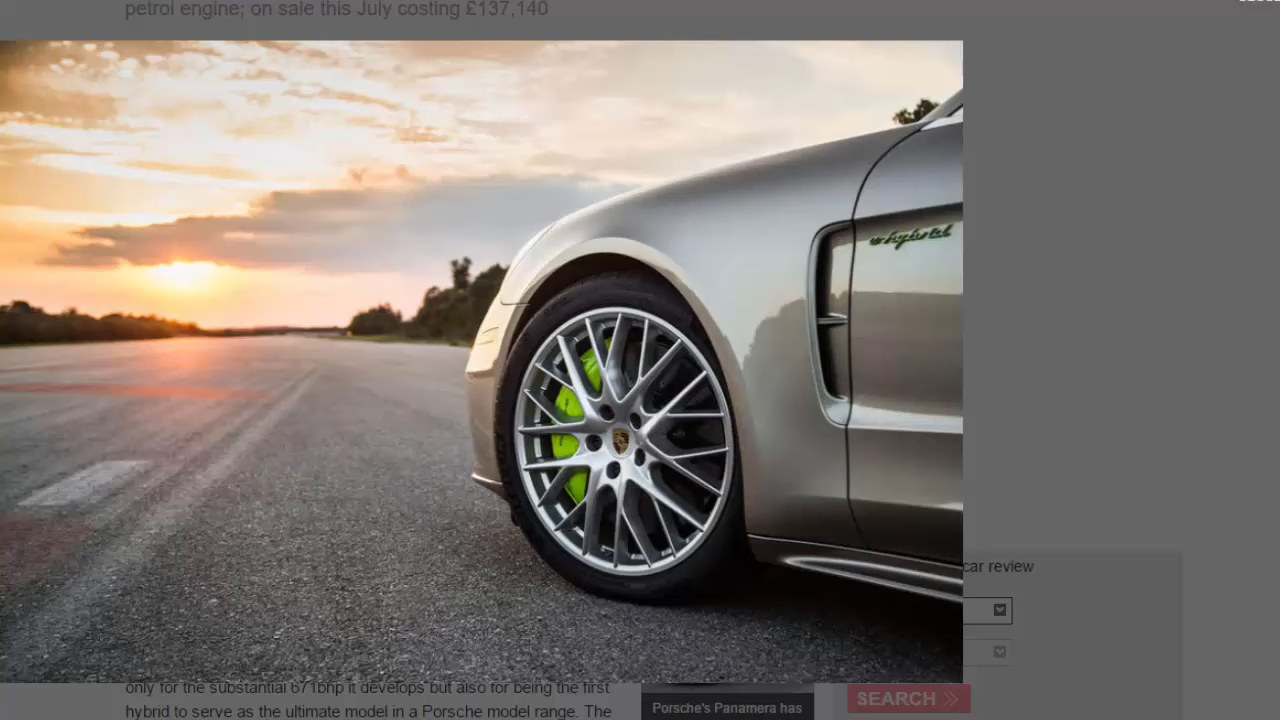 petrol engine; on sale this July costing £137,140
e-hybrid
car review
only for the substantial 671bhp it develops but also for being the first
hybrid to serve as the ultimate model in a Porsche model range. The
Porsche's Panamera has
SEARCH